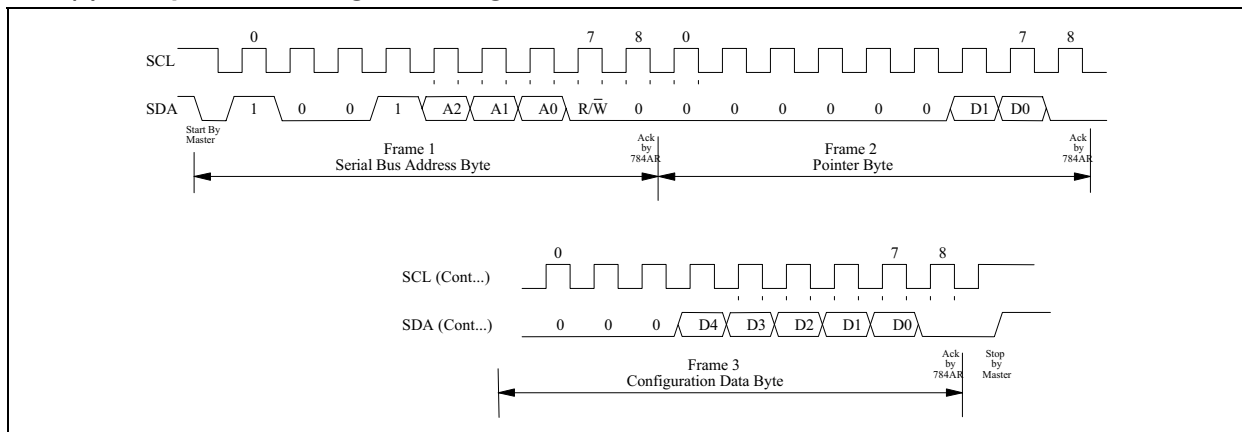 0 7 8 0 7 8
SCL
SDA 1 0 0 1 A2 A1 A0 R/W̅ 0 0 0 0 0 0 0 D1 D0
Start By
Master
Ack
by
784AR
Ack
by
784AR
Frame 1
Serial Bus Address Byte
Frame 2
Pointer Byte
0 7 8
SCL (Cont...)
SDA (Cont...) 0 0 0 D4 D3 D2 D1 D0
Ack
by
784AR
Stop
by
Master
Frame 3
Configuration Data Byte